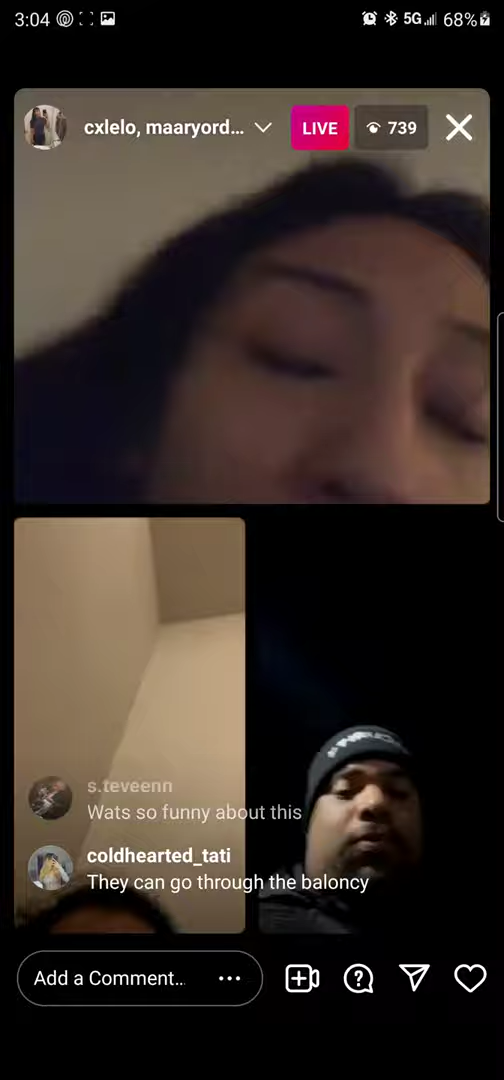 3:04
5G 68%
cxlelo, maaryord...
LIVE
739
s.teveenn
Wats so funny about this
coldhearted_tati
They can go through the baloncy
Add a Comment...